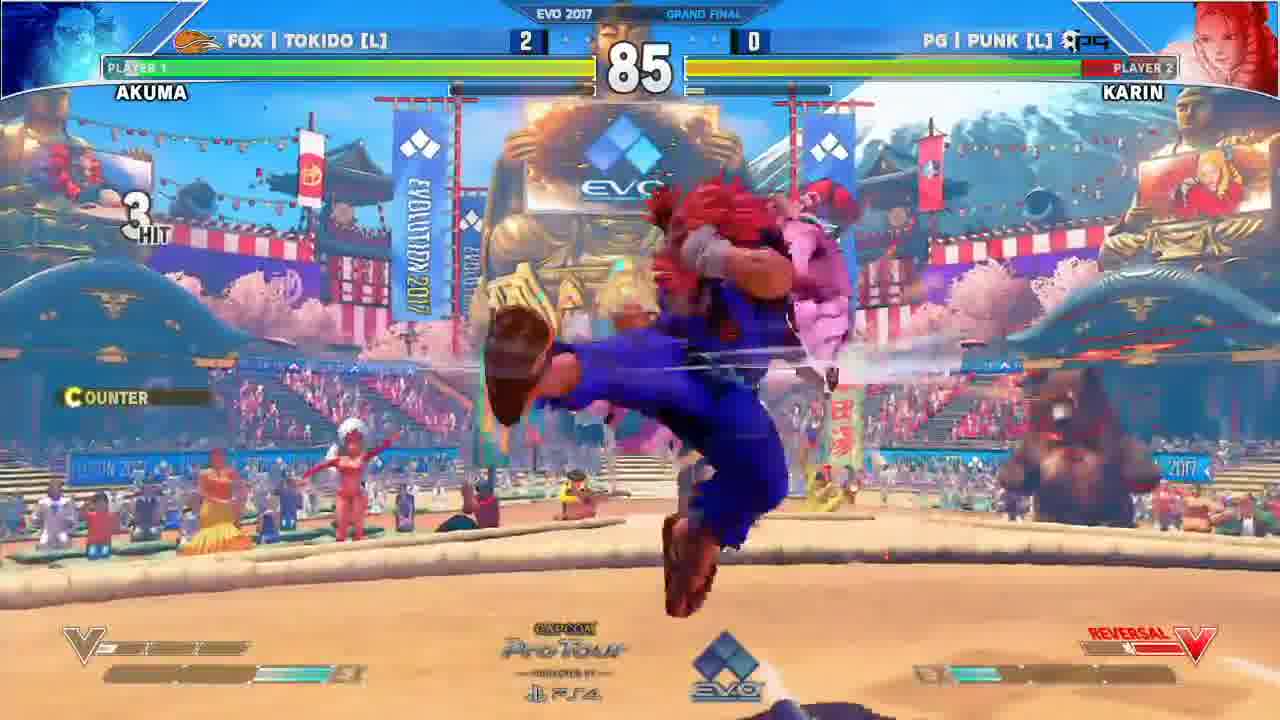 EVO 2017 GRAND FINAL
FOX | TOKIDO [L] 2 0 PG | PUNK [L]
85
PLAYER 1 PLAYER 2
AKUMA KARIN
EVO
3
HIT
EVOLUTION 2017
COUNTER
2017
REVERSAL
V V
CAPCOM
Pro Tour
PS4
EVO